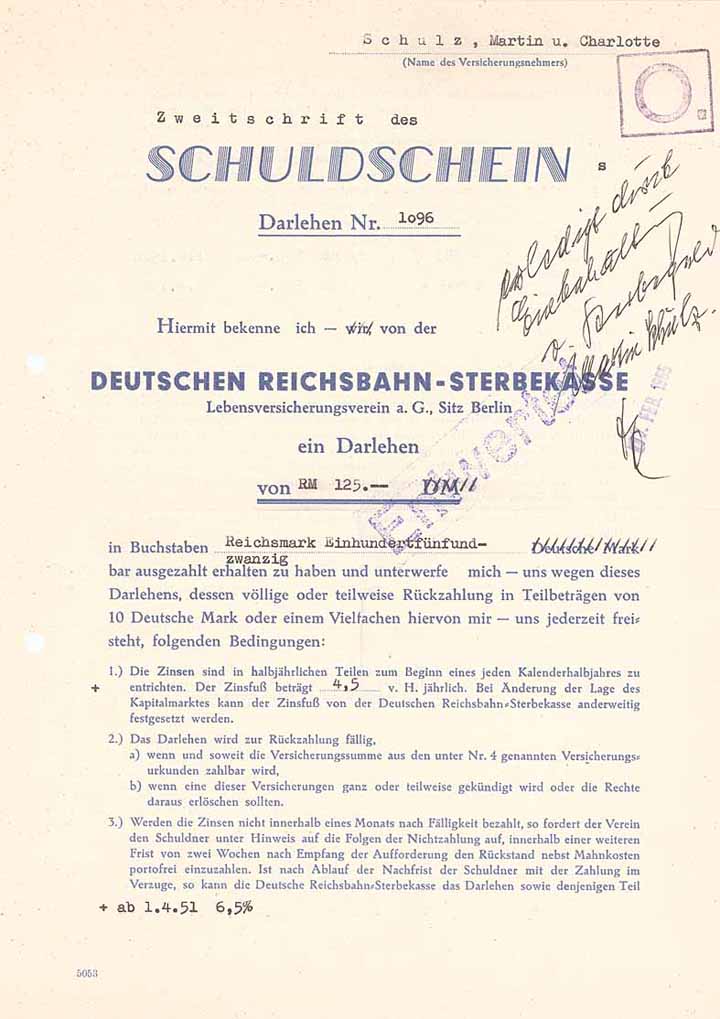 Schulz, Martin u. Charlotte
(Name des Versicherungsnehmers)
Zweitschrift des
SCHULDSCHEIN s
Darlehen Nr. 1096
erledigt durch
Einbehaltung
v. Sterbegeld
Martin Schulz.
Hiermit bekenne ich – wir, von der
DEUTSCHEN REICHSBAHN-STERBEKASSE
Lebensversicherungsverein a. G., Sitz Berlin
Entwertet
FEB. 1965
ein Darlehen
von RM 125.-- DM
in Buchstaben Reichsmark Einhundertfünfund- Deutsche Mark
zwanzig
bar ausgezahlt erhalten zu haben und unterwerfe mich – uns wegen dieses
Darlehens, dessen völlige oder teilweise Rückzahlung in Teilbeträgen von
10 Deutsche Mark oder einem Vielfachen hiervon mir – uns jederzeit frei-
steht, folgenden Bedingungen:
1.) Die Zinsen sind in halbjährlichen Teilen zum Beginn eines jeden Kalenderhalbjahres zu
+ entrichten. Der Zinsfuß beträgt 4,5 v. H. jährlich. Bei Änderung der Lage des
Kapitalmarktes kann der Zinsfuß von der Deutschen Reichsbahn-Sterbekasse anderweitig
festgesetzt werden.
2.) Das Darlehen wird zur Rückzahlung fällig,
a) wenn und soweit die Versicherungssumme aus den unter Nr. 4 genannten Versicherungs-
urkunden zahlbar wird,
b) wenn eine dieser Versicherungen ganz oder teilweise gekündigt wird oder die Rechte
daraus erlöschen sollten.
3.) Werden die Zinsen nicht innerhalb eines Monats nach Fälligkeit bezahlt, so fordert der Verein
den Schuldner unter Hinweis auf die Folgen der Nichtzahlung auf, innerhalb einer weiteren
Frist von zwei Wochen nach Empfang der Aufforderung den Rückstand nebst Mahnkosten
portofrei einzuzahlen. Ist nach Ablauf der Nachfrist der Schuldner mit der Zahlung im
Verzuge, so kann die Deutsche Reichsbahn-Sterbekasse das Darlehen sowie denjenigen Teil
+ ab 1.4.51 6,5%
5053